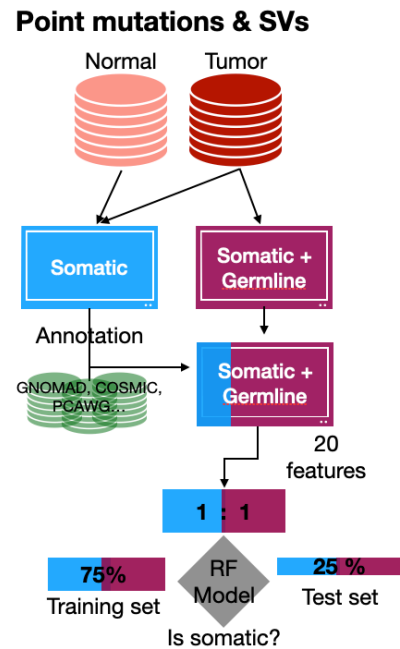 Point mutations & SVs
Normal
Tumor
Somatic
Somatic +
Germline
Annotation
GNOMAD, COSMIC,
PCAWG...
Somatic +
Germline
20
features
1 : 1
75%
Training set
RF
Model
25 %
Test set
Is somatic?